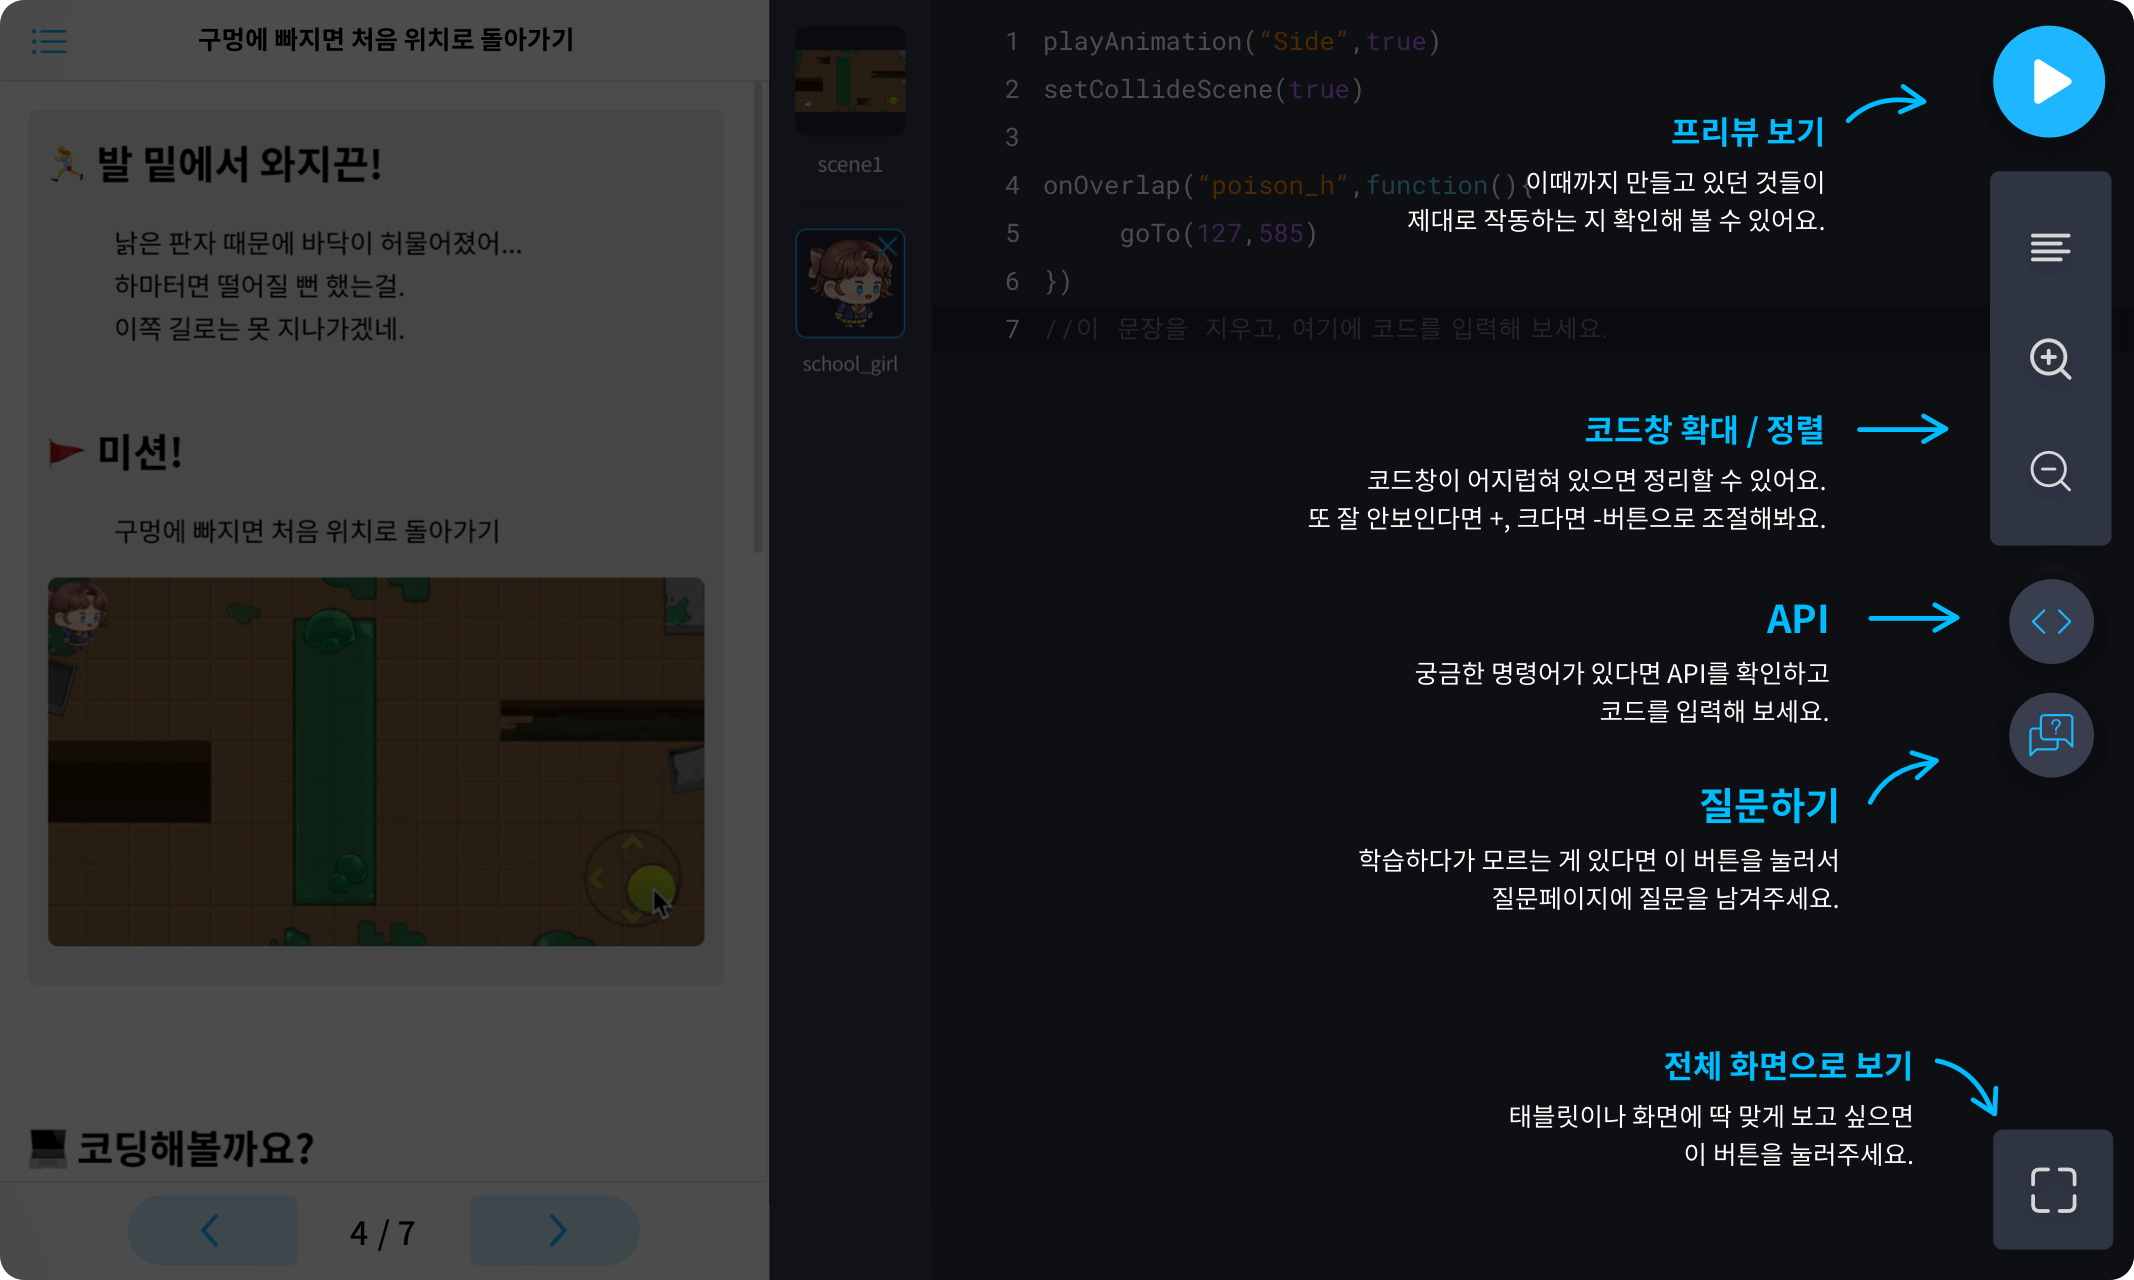 구멍에 빠지면 처음 위치로 돌아가기
발 밑에서 와지끈!
낡은 판자 때문에 바닥이 허물어졌어...
하마터면 떨어질 뻔 했는걸.
이쪽 길로는 못 지나가겠네.
미션!
구멍에 빠지면 처음 위치로 돌아가기
코딩해볼까요?
4 / 7
scene1
school_girl
1 playAnimation(“Side”,true)
2 setCollideScene(true)
3
4 onOverlap(“poison_h”,function(){
5 goTo(127,585)
6 })
7 //이 문장을 지우고, 여기에 코드를 입력해 보세요.
프리뷰 보기
이때까지 만들고 있던 것들이
제대로 작동하는 지 확인해 볼 수 있어요.
코드창 확대 / 정렬
코드창이 어지럽혀 있으면 정리할 수 있어요.
또 잘 안보인다면 +, 크다면 -버튼으로 조절해봐요.
API
궁금한 명령어가 있다면 API를 확인하고
코드를 입력해 보세요.
?
질문하기
학습하다가 모르는 게 있다면 이 버튼을 눌러서
질문페이지에 질문을 남겨주세요.
전체 화면으로 보기
태블릿이나 화면에 딱 맞게 보고 싶으면
이 버튼을 눌러주세요.